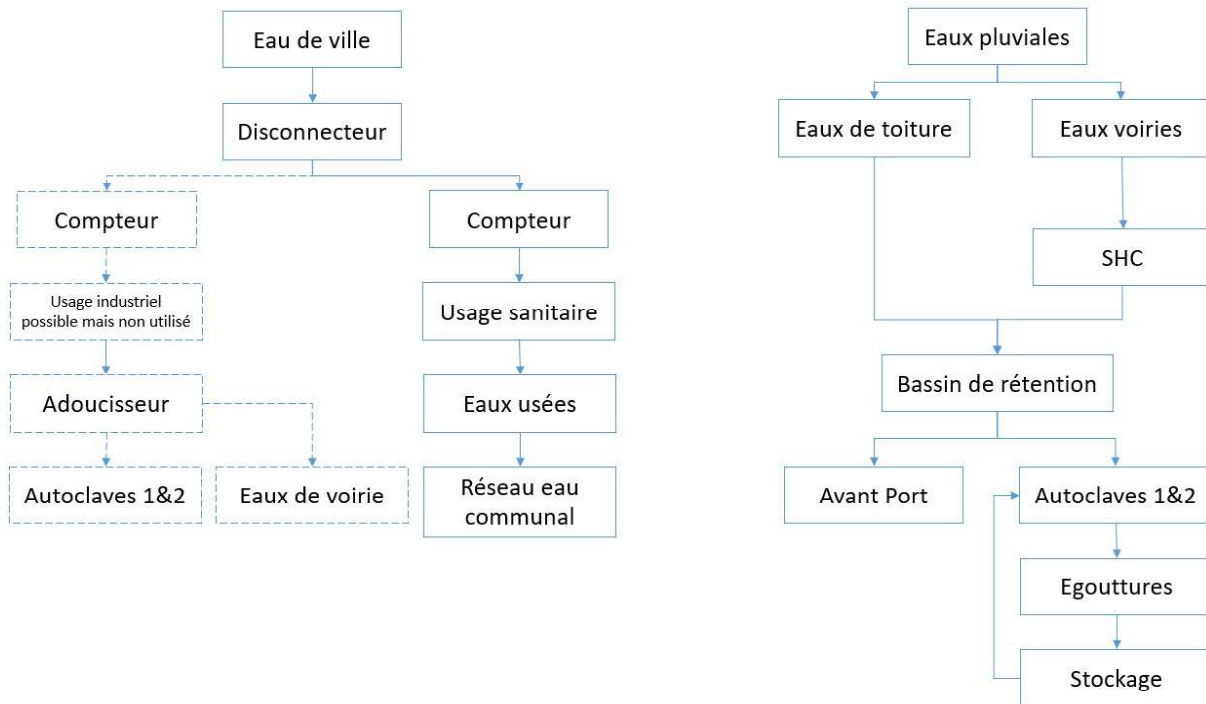 Eau de ville
Disconnecteur
Compteur
Compteur
Usage industriel
possible mais non utilisé
Usage sanitaire
Adoucisseur
Eaux usées
Autoclaves 1&2
Eaux de voirie
Réseau eau
communal
Eaux pluviales
Eaux de toiture
Eaux voiries
SHC
Bassin de rétention
Avant Port
Autoclaves 1&2
Egouttures
Stockage